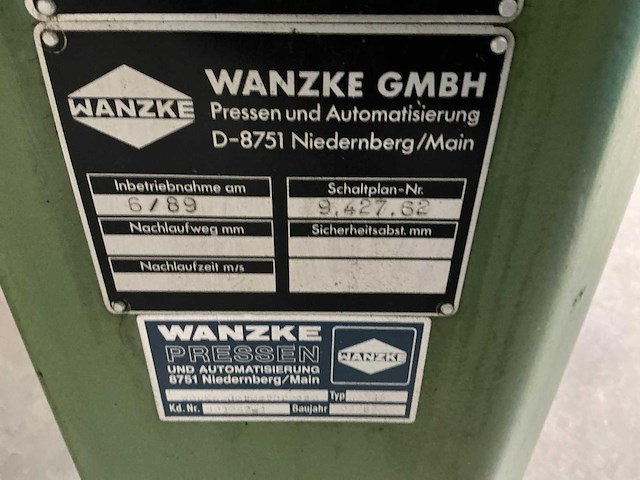 WANZKE
WANZKE GMBH
Pressen und Automatisierung
D-8751 Niedernberg/Main
Inbetriebnahme am
6/89
Schaltplan-Nr.
9.427.62
Nachlaufweg mm
Sicherheitsabst. mm
Nachlaufzeit m/s
WANZKE
PRESSEN
UND AUTOMATISIERUNG
8751 Niedernberg/Main
WANZKE
Typ
Kd. Nr.
Baujahr